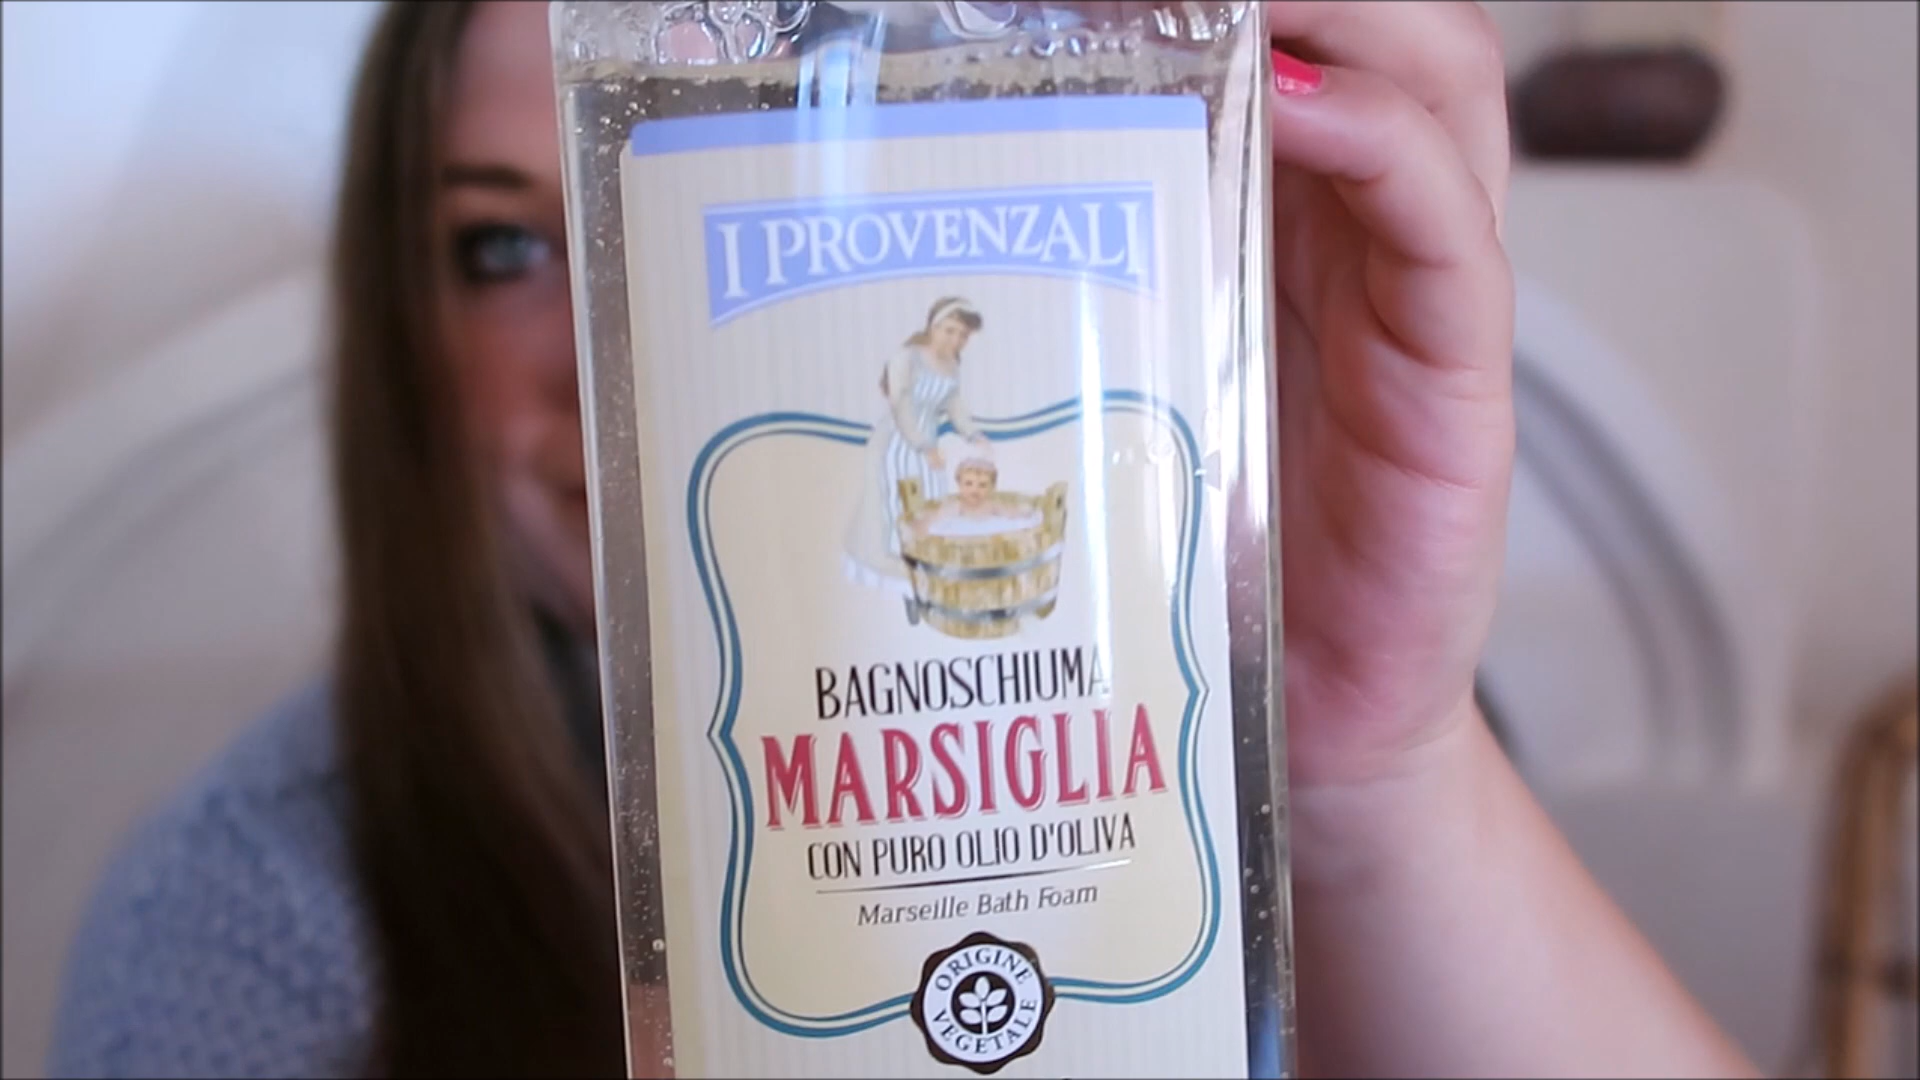 I PROVENZALI
BAGNOSCHIUMA
MARSIGLIA
CON PURO OLIO D'OLIVA
Marseille Bath Foam
ORIGINE
VEGETALE